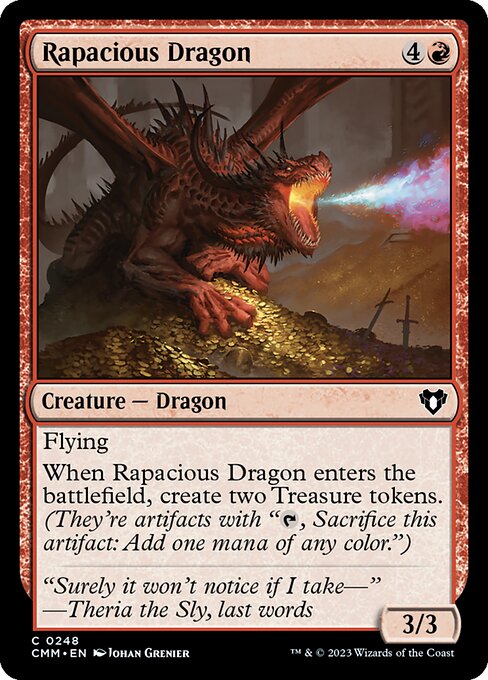 Rapacious Dragon 4
Creature — Dragon
Flying
When Rapacious Dragon enters the
battlefield, create two Treasure tokens.
(They're artifacts with “, Sacrifice this
artifact: Add one mana of any color.”)
“Surely it won't notice if I take—”
—Theria the Sly, last words
3/3
C 0248
CMM • EN Johan Grenier
™ & © 2023 Wizards of the Coast